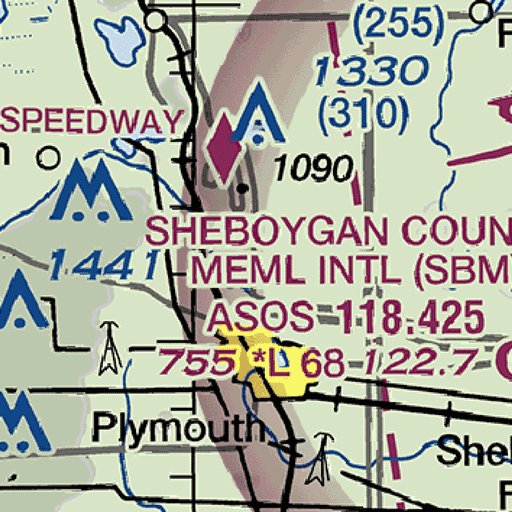 (255)
1330
(310)
SPEEDWAY
1090
SHEBOYGAN COUN
1441
MEML INTL (SBM)
ASOS 118.425
755 *L 68 122.7
Plymouth
Shel